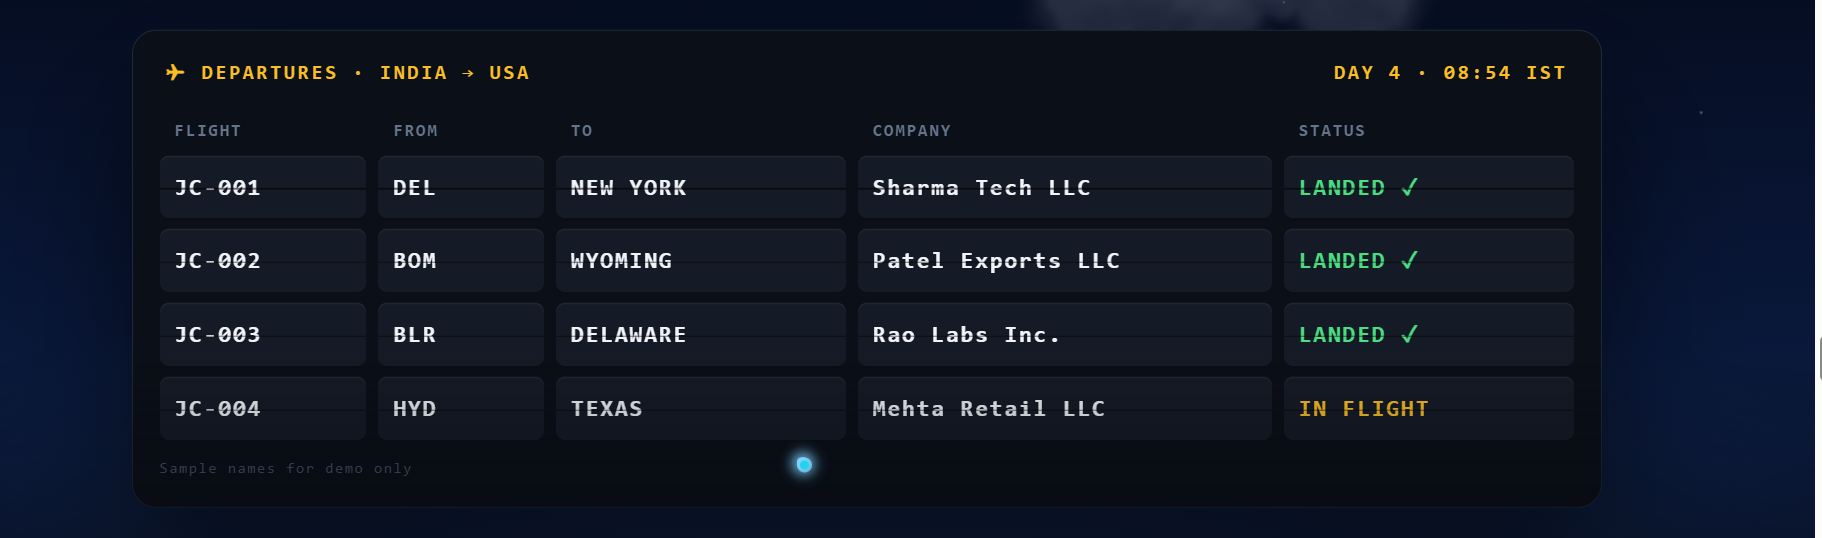 ✈ DEPARTURES · INDIA → USA
DAY 4 · 08:54 IST
FLIGHT FROM TO COMPANY STATUS
JC-001 DEL NEW YORK Sharma Tech LLC LANDED ✓
JC-002 BOM WYOMING Patel Exports LLC LANDED ✓
JC-003 BLR DELAWARE Rao Labs Inc. LANDED ✓
JC-004 HYD TEXAS Mehta Retail LLC IN FLIGHT
Sample names for demo only